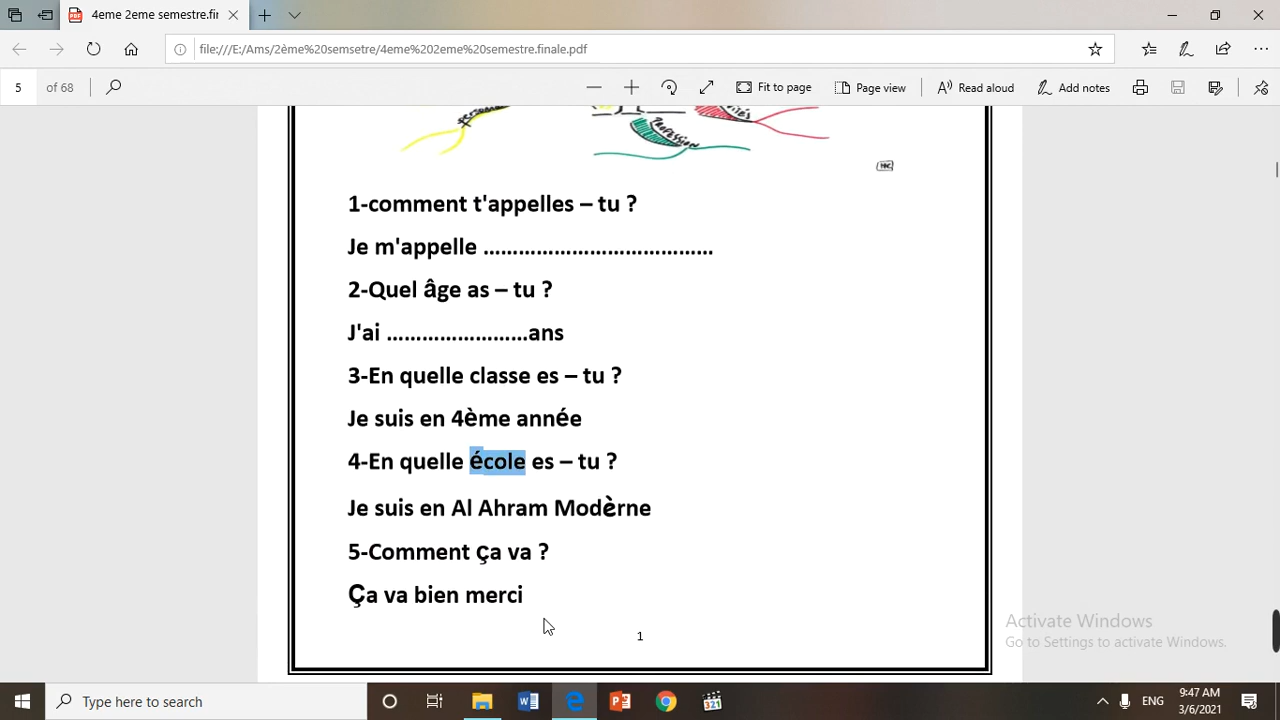 4eme 2eme semestre.fin
file:///E:/Ams/2ème%20semsetre/4eme%202eme%20semestre.finale.pdf
5 of 68
Fit to page
Page view
Read aloud
Add notes
Profession
1-comment t'appelles – tu ?
Je m'appelle .......................................
2-Quel âge as – tu ?
J'ai ........................ans
3-En quelle classe es – tu ?
Je suis en 4ème année
4-En quelle école es – tu ?
Je suis en Al Ahram Modèrne
5-Comment ça va ?
Ça va bien merci
1
Activate Windows
Go to Settings to activate Windows.
Type here to search
321
ENG
9:47 AM
3/6/2021